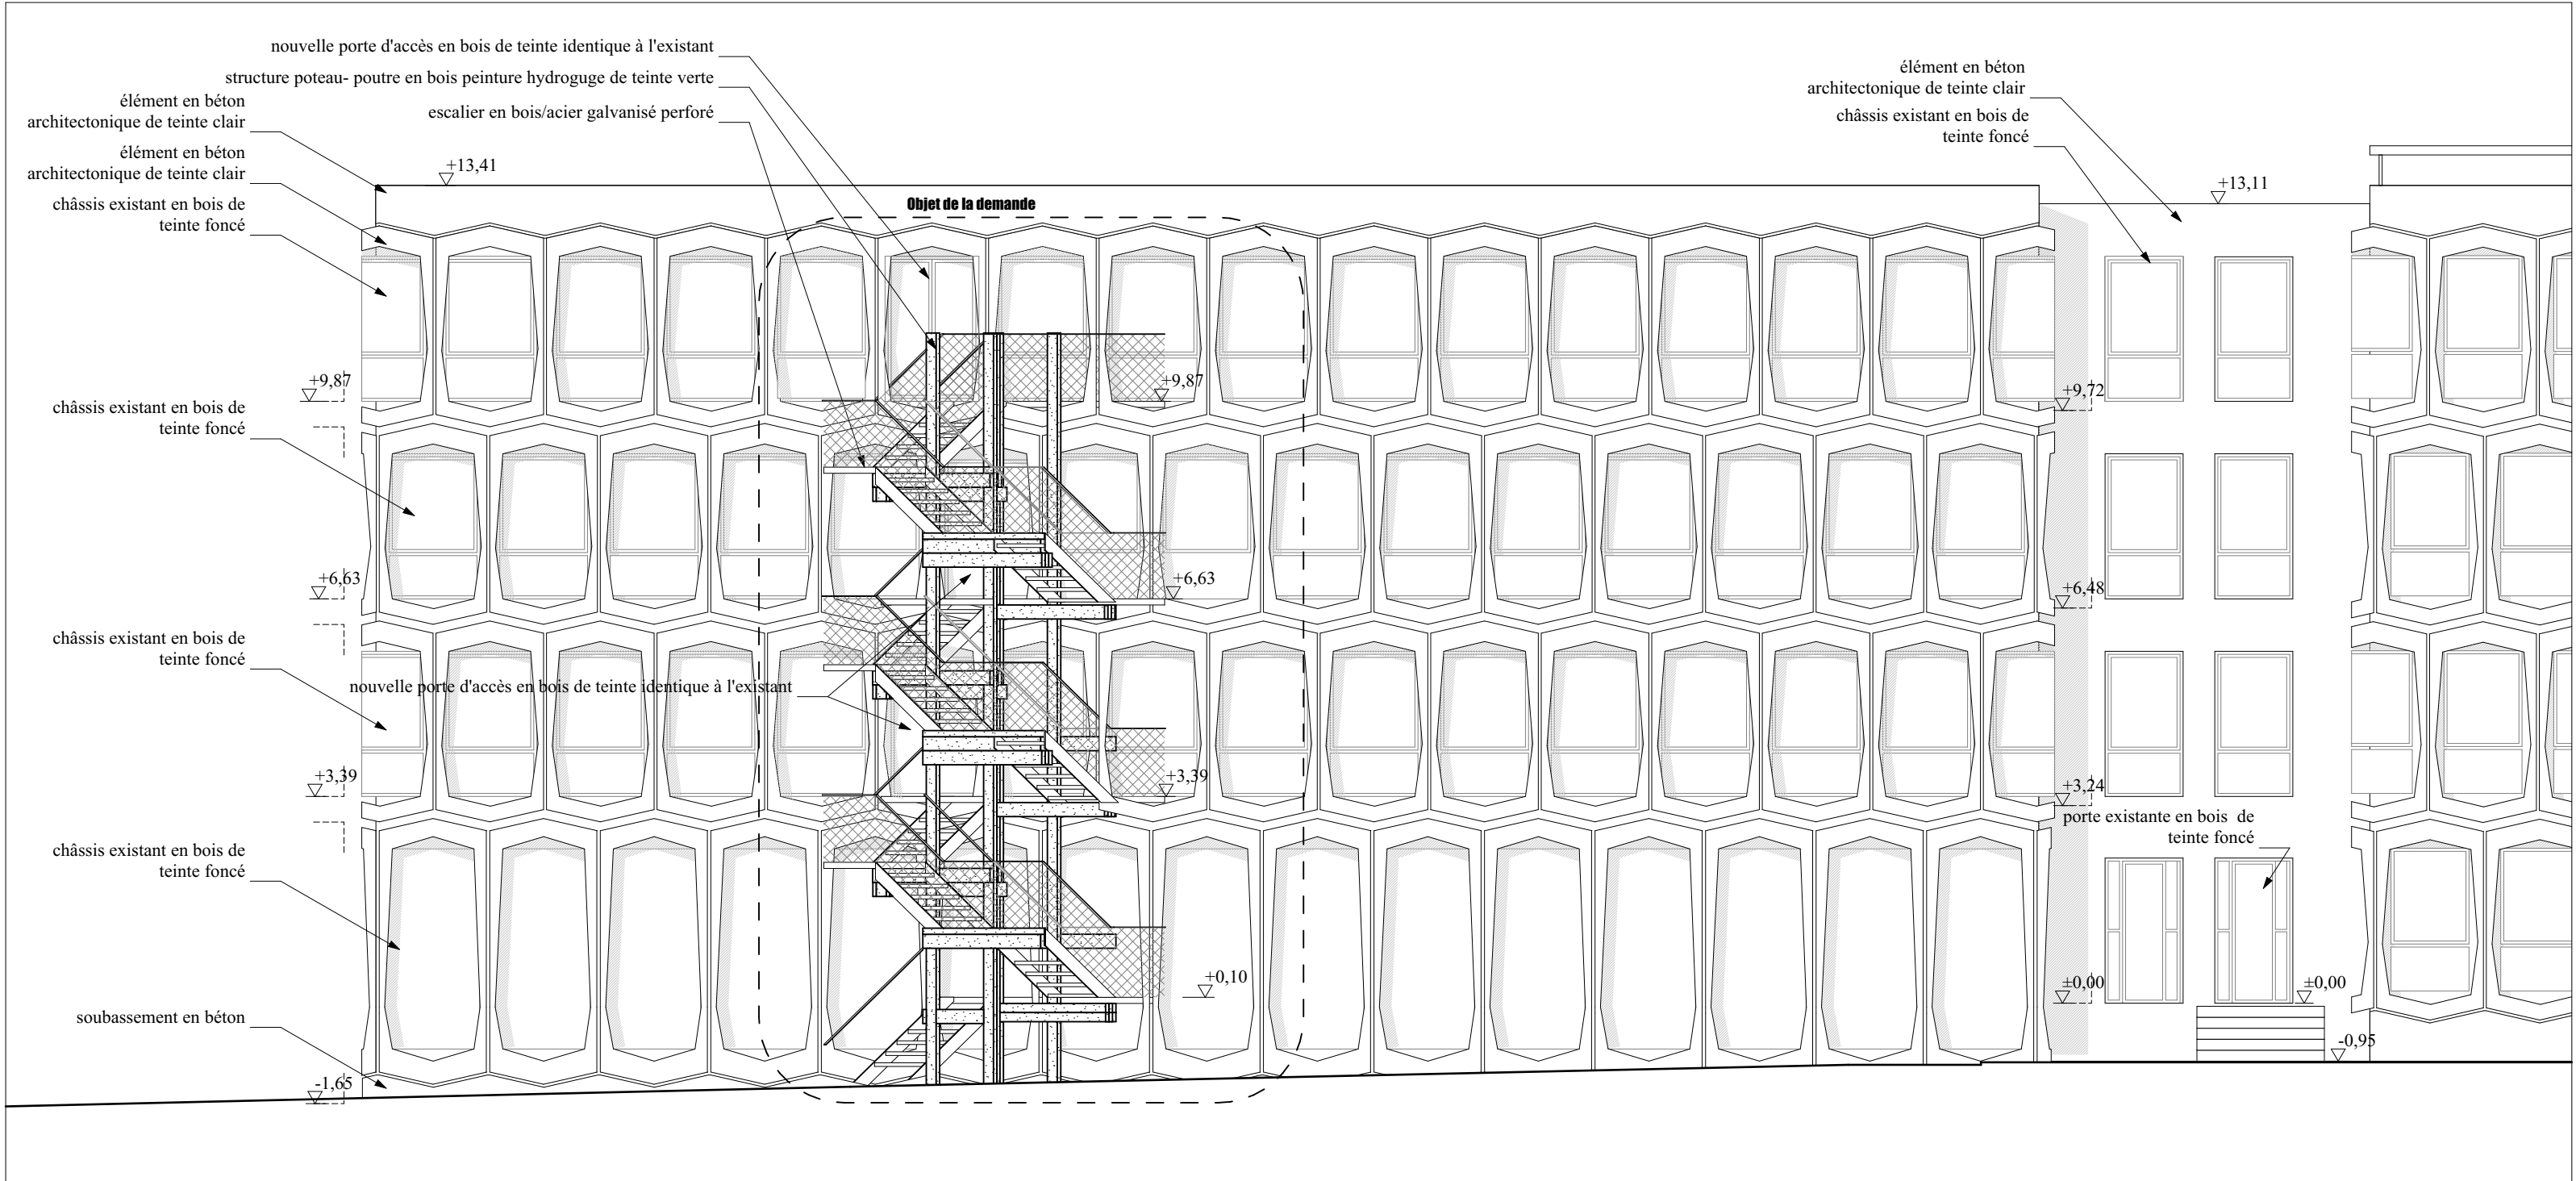 nouvelle porte d'accès en bois de teinte identique à l'existant
structure poteau- poutre en bois peinture hydroguge de teinte verte
escalier en bois/acier galvanisé perforé
élément en béton
architectonique de teinte clair
élément en béton
architectonique de teinte clair
châssis existant en bois de
teinte foncé
élément en béton
architectonique de teinte clair
châssis existant en bois de
teinte foncé
+13,41
+13,11
Objet de la demande
+9,87
+9,87
+9,72
châssis existant en bois de
teinte foncé
+6,63
+6,63
+6,48
châssis existant en bois de
teinte foncé
nouvelle porte d'accès en bois de teinte identique à l'existant
+3,39
+3,39
+3,24
porte existante en bois de
teinte foncé
châssis existant en bois de
teinte foncé
+0,10
±0,00
±0,00
soubassement en béton
-0,95
-1,65